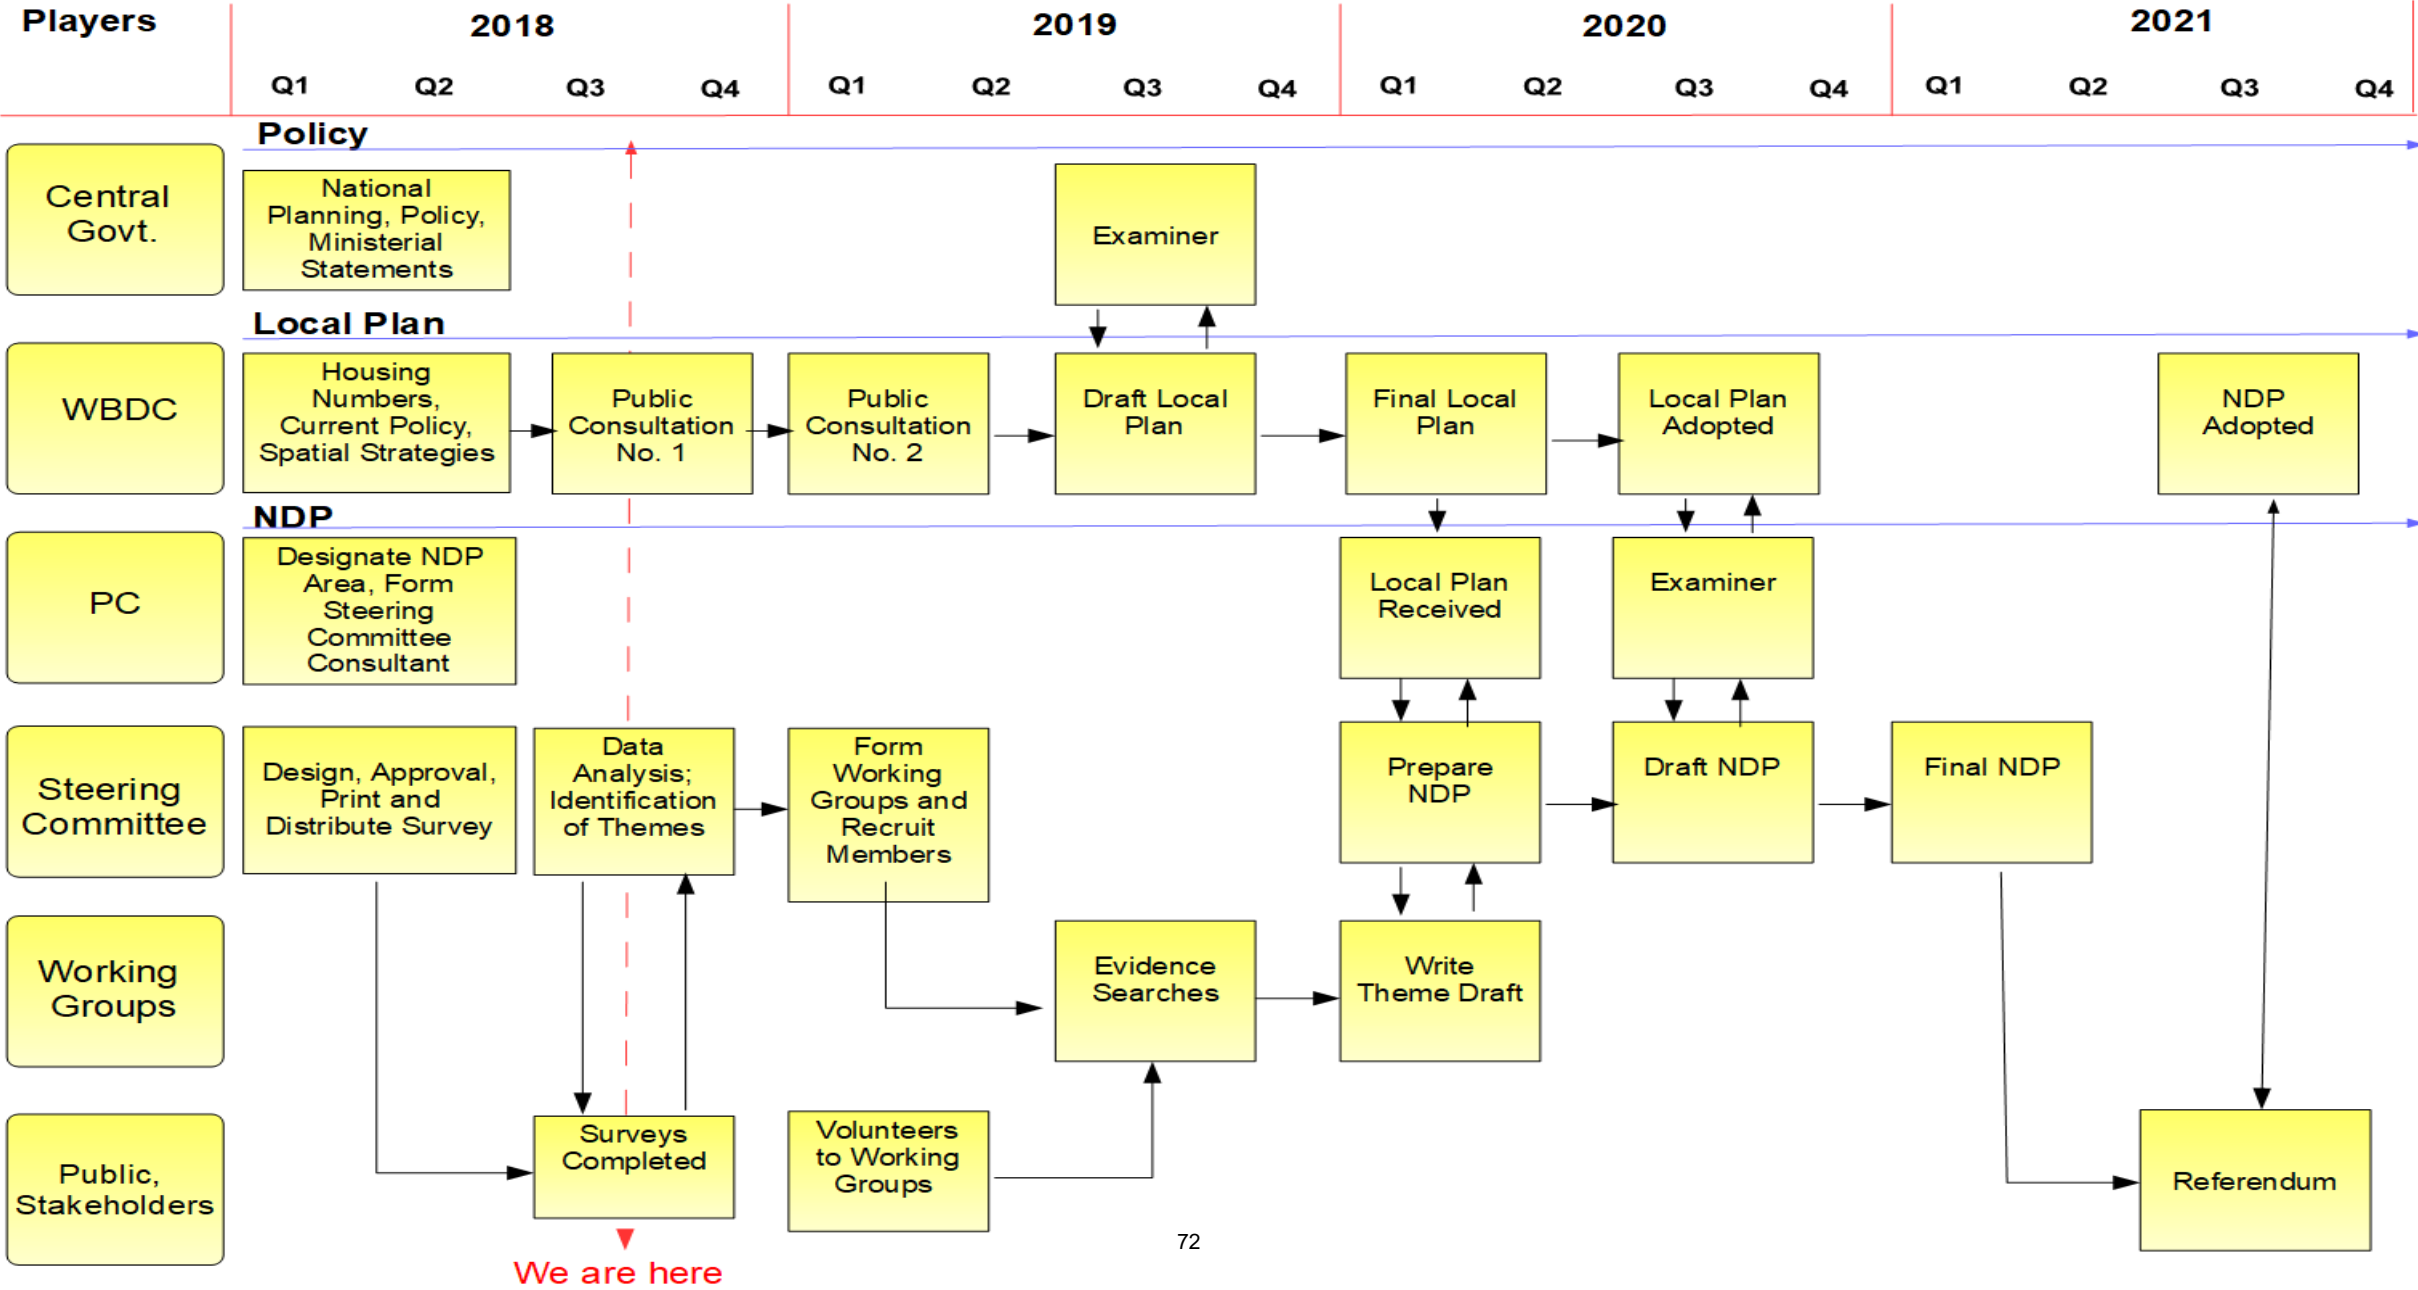 Players
2018
2019
2020
2021
Q1 Q2 Q3 Q4 Q1 Q2 Q3 Q4 Q1 Q2 Q3 Q4 Q1 Q2 Q3 Q4
Policy
Central
Govt.
National
Planning, Policy,
Ministerial
Statements
Examiner
Local Plan
WBDC
Housing
Numbers,
Current Policy,
Spatial Strategies
Public
Consultation
No. 1
Public
Consultation
No. 2
Draft Local
Plan
Final Local
Plan
Local Plan
Adopted
NDP
Adopted
NDP
PC
Designate NDP
Area, Form
Steering
Committee
Consultant
Local Plan
Received
Examiner
Steering
Committee
Design, Approval,
Print and
Distribute Survey
Data
Analysis;
Identification
of Themes
Form
Working
Groups and
Recruit
Members
Prepare
NDP
Draft NDP
Final NDP
Working
Groups
Evidence
Searches
Write
Theme Draft
Public,
Stakeholders
Surveys
Completed
Volunteers
to Working
Groups
Referendum
72
We are here